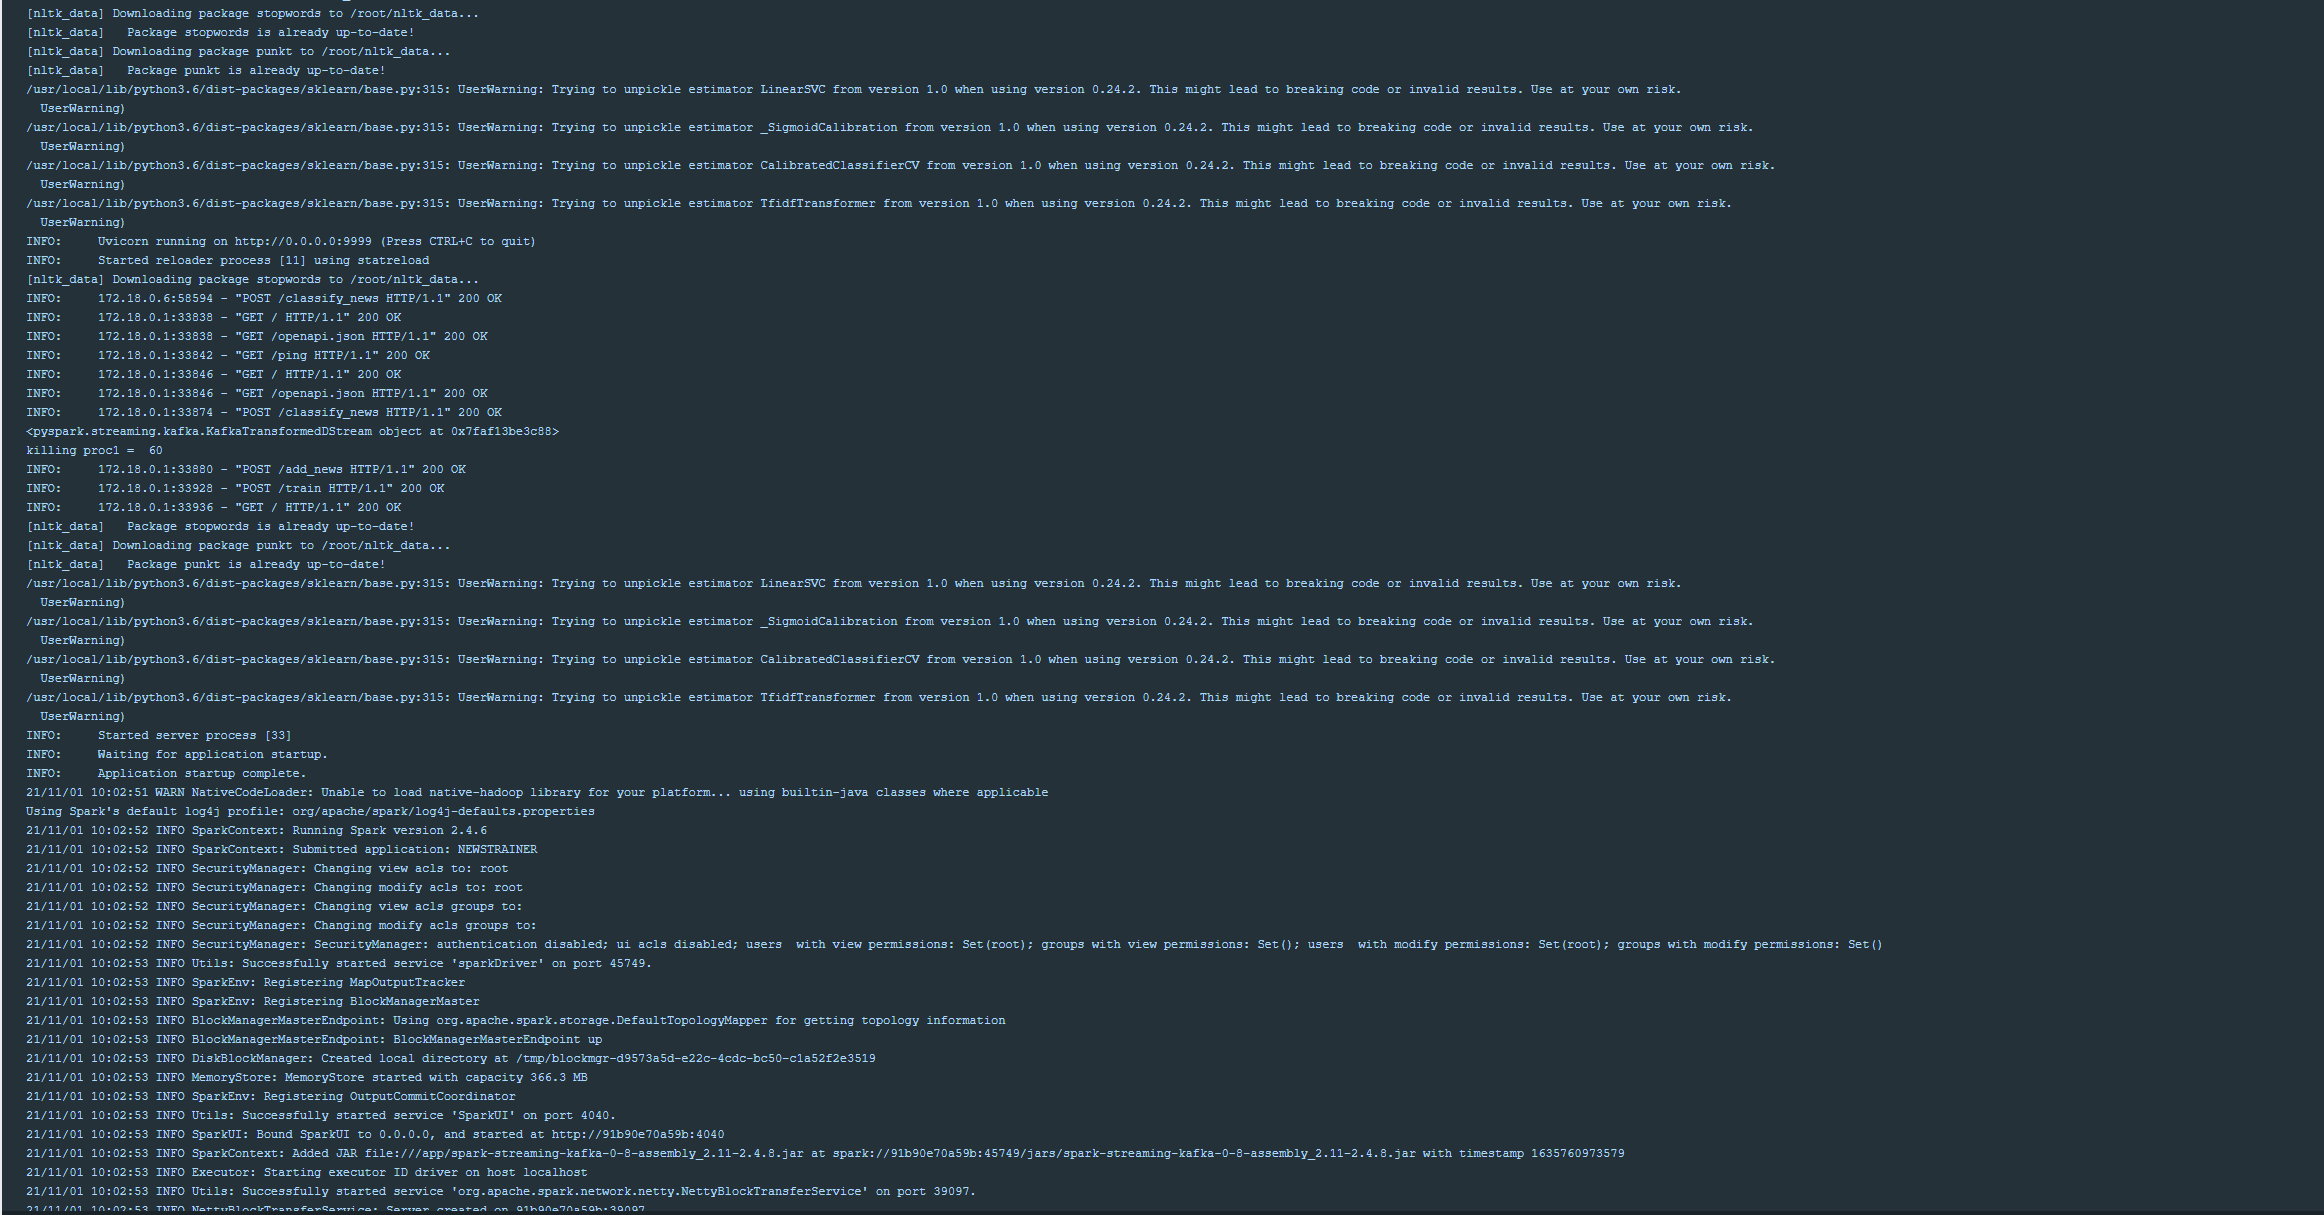 [nltk_data] Downloading package stopwords to /root/nltk_data...
[nltk_data]   Package stopwords is already up-to-date!
[nltk_data] Downloading package punkt to /root/nltk_data...
[nltk_data]   Package punkt is already up-to-date!
/usr/local/lib/python3.6/dist-packages/sklearn/base.py:315: UserWarning: Trying to unpickle estimator LinearSVC from version 1.0 when using version 0.24.2. This might lead to breaking code or invalid results. Use at your own risk.
  UserWarning)
/usr/local/lib/python3.6/dist-packages/sklearn/base.py:315: UserWarning: Trying to unpickle estimator _SigmoidCalibration from version 1.0 when using version 0.24.2. This might lead to breaking code or invalid results. Use at your own risk.
  UserWarning)
/usr/local/lib/python3.6/dist-packages/sklearn/base.py:315: UserWarning: Trying to unpickle estimator CalibratedClassifierCV from version 1.0 when using version 0.24.2. This might lead to breaking code or invalid results. Use at your own risk.
  UserWarning)
/usr/local/lib/python3.6/dist-packages/sklearn/base.py:315: UserWarning: Trying to unpickle estimator TfidfTransformer from version 1.0 when using version 0.24.2. This might lead to breaking code or invalid results. Use at your own risk.
  UserWarning)
INFO:     Uvicorn running on http://0.0.0.0:9999 (Press CTRL+C to quit)
INFO:     Started reloader process [11] using statreload
[nltk_data] Downloading package stopwords to /root/nltk_data...
INFO:     172.18.0.6:58594 - "POST /classify_news HTTP/1.1" 200 OK
INFO:     172.18.0.1:33838 - "GET / HTTP/1.1" 200 OK
INFO:     172.18.0.1:33838 - "GET /openapi.json HTTP/1.1" 200 OK
INFO:     172.18.0.1:33842 - "GET /ping HTTP/1.1" 200 OK
INFO:     172.18.0.1:33846 - "GET / HTTP/1.1" 200 OK
INFO:     172.18.0.1:33846 - "GET /openapi.json HTTP/1.1" 200 OK
INFO:     172.18.0.1:33874 - "POST /classify_news HTTP/1.1" 200 OK
<pyspark.streaming.kafka.KafkaTransformedDStream object at 0x7faf13be3c88>
killing proc1 =  60
INFO:     172.18.0.1:33880 - "POST /add_news HTTP/1.1" 200 OK
INFO:     172.18.0.1:33928 - "POST /train HTTP/1.1" 200 OK
INFO:     172.18.0.1:33936 - "GET / HTTP/1.1" 200 OK
[nltk_data]   Package stopwords is already up-to-date!
[nltk_data] Downloading package punkt to /root/nltk_data...
[nltk_data]   Package punkt is already up-to-date!
/usr/local/lib/python3.6/dist-packages/sklearn/base.py:315: UserWarning: Trying to unpickle estimator LinearSVC from version 1.0 when using version 0.24.2. This might lead to breaking code or invalid results. Use at your own risk.
  UserWarning)
/usr/local/lib/python3.6/dist-packages/sklearn/base.py:315: UserWarning: Trying to unpickle estimator _SigmoidCalibration from version 1.0 when using version 0.24.2. This might lead to breaking code or invalid results. Use at your own risk.
  UserWarning)
/usr/local/lib/python3.6/dist-packages/sklearn/base.py:315: UserWarning: Trying to unpickle estimator CalibratedClassifierCV from version 1.0 when using version 0.24.2. This might lead to breaking code or invalid results. Use at your own risk.
  UserWarning)
/usr/local/lib/python3.6/dist-packages/sklearn/base.py:315: UserWarning: Trying to unpickle estimator TfidfTransformer from version 1.0 when using version 0.24.2. This might lead to breaking code or invalid results. Use at your own risk.
  UserWarning)
INFO:     Started server process [33]
INFO:     Waiting for application startup.
INFO:     Application startup complete.
21/11/01 10:02:51 WARN NativeCodeLoader: Unable to load native-hadoop library for your platform... using builtin-java classes where applicable
Using Spark's default log4j profile: org/apache/spark/log4j-defaults.properties
21/11/01 10:02:52 INFO SparkContext: Running Spark version 2.4.6
21/11/01 10:02:52 INFO SparkContext: Submitted application: NEWSTRAINER
21/11/01 10:02:52 INFO SecurityManager: Changing view acls to: root
21/11/01 10:02:52 INFO SecurityManager: Changing modify acls to: root
21/11/01 10:02:52 INFO SecurityManager: Changing view acls groups to:
21/11/01 10:02:52 INFO SecurityManager: Changing modify acls groups to:
21/11/01 10:02:52 INFO SecurityManager: SecurityManager: authentication disabled; ui acls disabled; users  with view permissions: Set(root); groups with view permissions: Set(); users  with modify permissions: Set(root); groups with modify permissions: Set()
21/11/01 10:02:53 INFO Utils: Successfully started service 'sparkDriver' on port 45749.
21/11/01 10:02:53 INFO SparkEnv: Registering MapOutputTracker
21/11/01 10:02:53 INFO SparkEnv: Registering BlockManagerMaster
21/11/01 10:02:53 INFO BlockManagerMasterEndpoint: Using org.apache.spark.storage.DefaultTopologyMapper for getting topology information
21/11/01 10:02:53 INFO BlockManagerMasterEndpoint: BlockManagerMasterEndpoint up
21/11/01 10:02:53 INFO DiskBlockManager: Created local directory at /tmp/blockmgr-d9573a5d-e22c-4cdc-bc50-c1a52f2e3519
21/11/01 10:02:53 INFO MemoryStore: MemoryStore started with capacity 366.3 MB
21/11/01 10:02:53 INFO SparkEnv: Registering OutputCommitCoordinator
21/11/01 10:02:53 INFO Utils: Successfully started service 'SparkUI' on port 4040.
21/11/01 10:02:53 INFO SparkUI: Bound SparkUI to 0.0.0.0, and started at http://91b90e70a59b:4040
21/11/01 10:02:53 INFO SparkContext: Added JAR file:///app/spark-streaming-kafka-0-8-assembly_2.11-2.4.8.jar at spark://91b90e70a59b:45749/jars/spark-streaming-kafka-0-8-assembly_2.11-2.4.8.jar with timestamp 1635760973579
21/11/01 10:02:53 INFO Executor: Starting executor ID driver on host localhost
21/11/01 10:02:53 INFO Utils: Successfully started service 'org.apache.spark.network.netty.NettyBlockTransferService' on port 39097.
21/11/01 10:02:53 INFO NettyBlockTransferService: Server created on 91b90e70a59b:39097